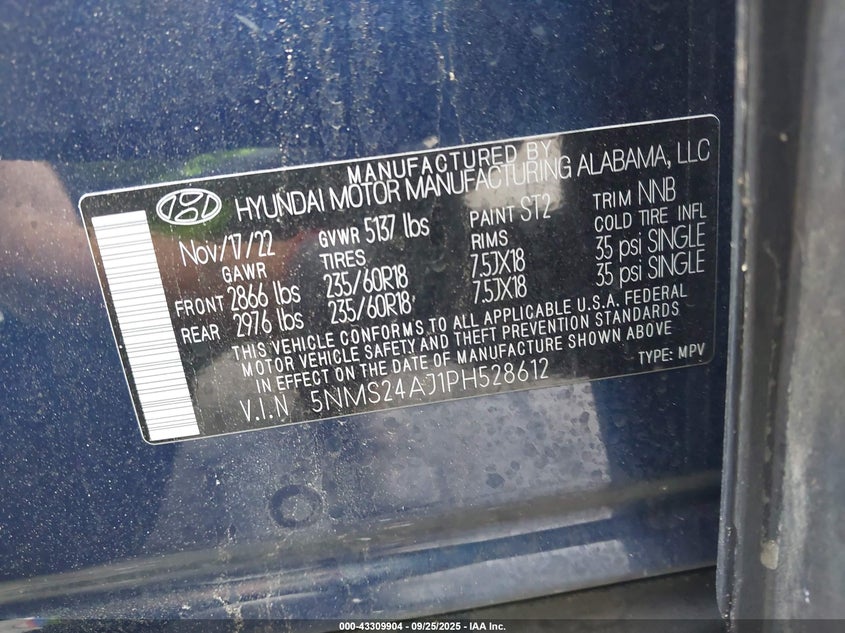 MANUFACTURED BY
HYUNDAI MOTOR MANUFACTURING ALABAMA, LLC
Nov/17/22 GVWR 5137 lbs PAINT ST2 TRIM NNB
GAWR TIRES RIMS COLD TIRE INFL
FRONT 2866 lbs 235/60R18 7.5JX18 35 psi SINGLE
REAR 2976 lbs 235/60R18 7.5JX18 35 psi SINGLE
THIS VEHICLE CONFORMS TO ALL APPLICABLE U.S.A. FEDERAL
MOTOR VEHICLE SAFETY AND THEFT PREVENTION STANDARDS
IN EFFECT ON THE DATE OF MANUFACTURE SHOWN ABOVE
V.I.N 5NMS24AJ1PH528612 TYPE: MPV
000-43309904 - 09/25/2025 - IAA Inc.